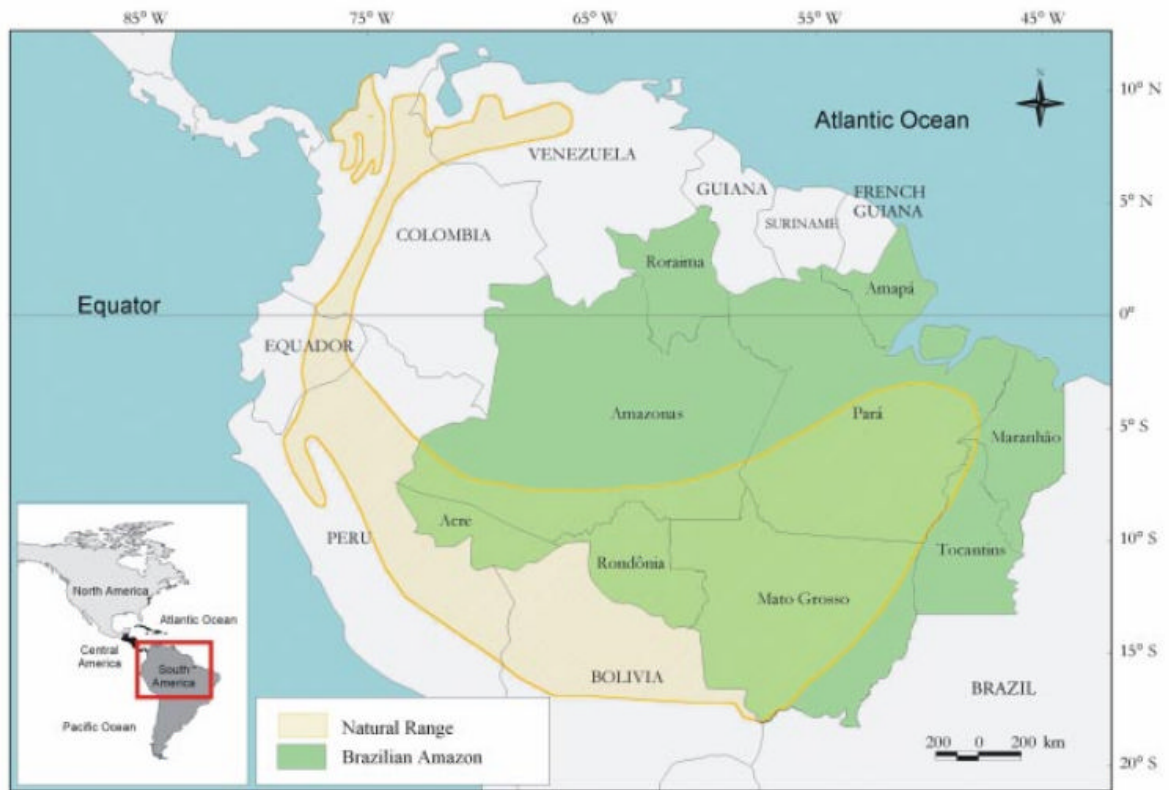 85° W 75° W 65° W 55° W 45° W
N
10° N
Atlantic Ocean
VENEZUELA
GUIANA
FRENCH
GUIANA
5° N
SURINAME
COLOMBIA
Roraima
Amapá
Equator
0°
EQUADOR
Amazonas
Pará
Maranhão
5° S
Acre
PERU
10° S
Tocantins
Rondônia
Mato Grosso
North America
Atlantic Ocean
Central
America
South
America
Pacific Ocean
BOLIVIA
15° S
BRAZIL
Natural Range
Brazilian Amazon
200 0 200 km
20° S